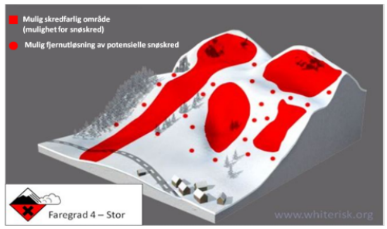 Mulig skredfarlig område
(mulighet for snøskred)
Mulig fjernutløsning av potensielle snøskred
Faregrad 4 – Stor
www.whiterisk.org